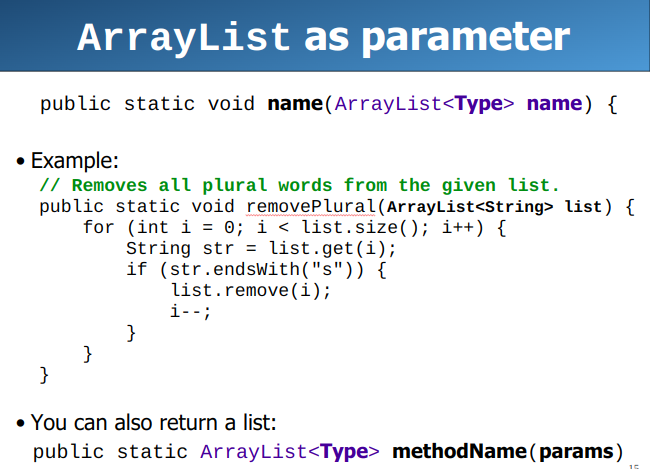 ArrayList as parameter
public static void name(ArrayList<Type> name) {
• Example:
// Removes all plural words from the given list.
public static void removePlural(ArrayList<String> list) {
    for (int i = 0; i < list.size(); i++) {
        String str = list.get(i);
        if (str.endsWith("s")) {
            list.remove(i);
            i--;
        }
    }
}
• You can also return a list:
public static ArrayList<Type> methodName(params)